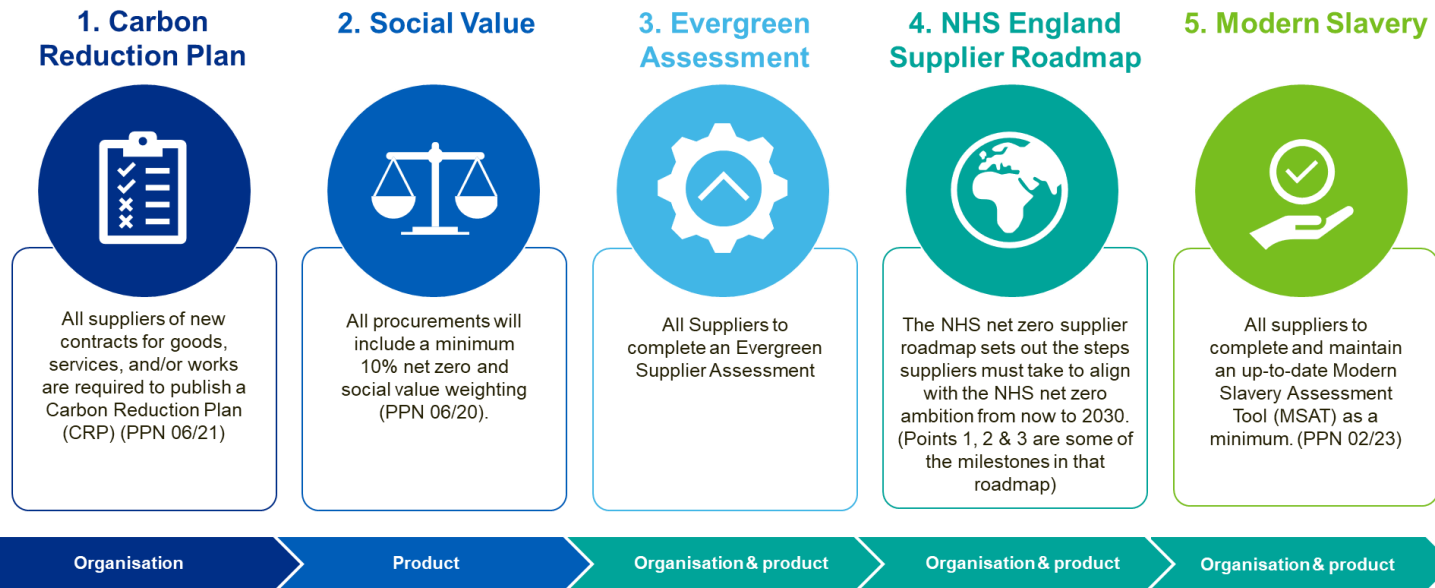 1. Carbon
Reduction Plan
2. Social Value
3. Evergreen
Assessment
4. NHS England
Supplier Roadmap
5. Modern Slavery
All suppliers of new
contracts for goods,
services, and/or works
are required to publish a
Carbon Reduction Plan
(CRP) (PPN 06/21)
All procurements will
include a minimum
10% net zero and
social value weighting
(PPN 06/20).
All Suppliers to
complete an Evergreen
Supplier Assessment
The NHS net zero supplier
roadmap sets out the steps
suppliers must take to align
with the NHS net zero
ambition from now to 2030.
(Points 1, 2 & 3 are some of
the milestones in that
roadmap)
All suppliers to
complete and maintain
an up-to-date Modern
Slavery Assessment
Tool (MSAT) as a
minimum. (PPN 02/23)
Organisation
Product
Organisation & product
Organisation & product
Organisation & product